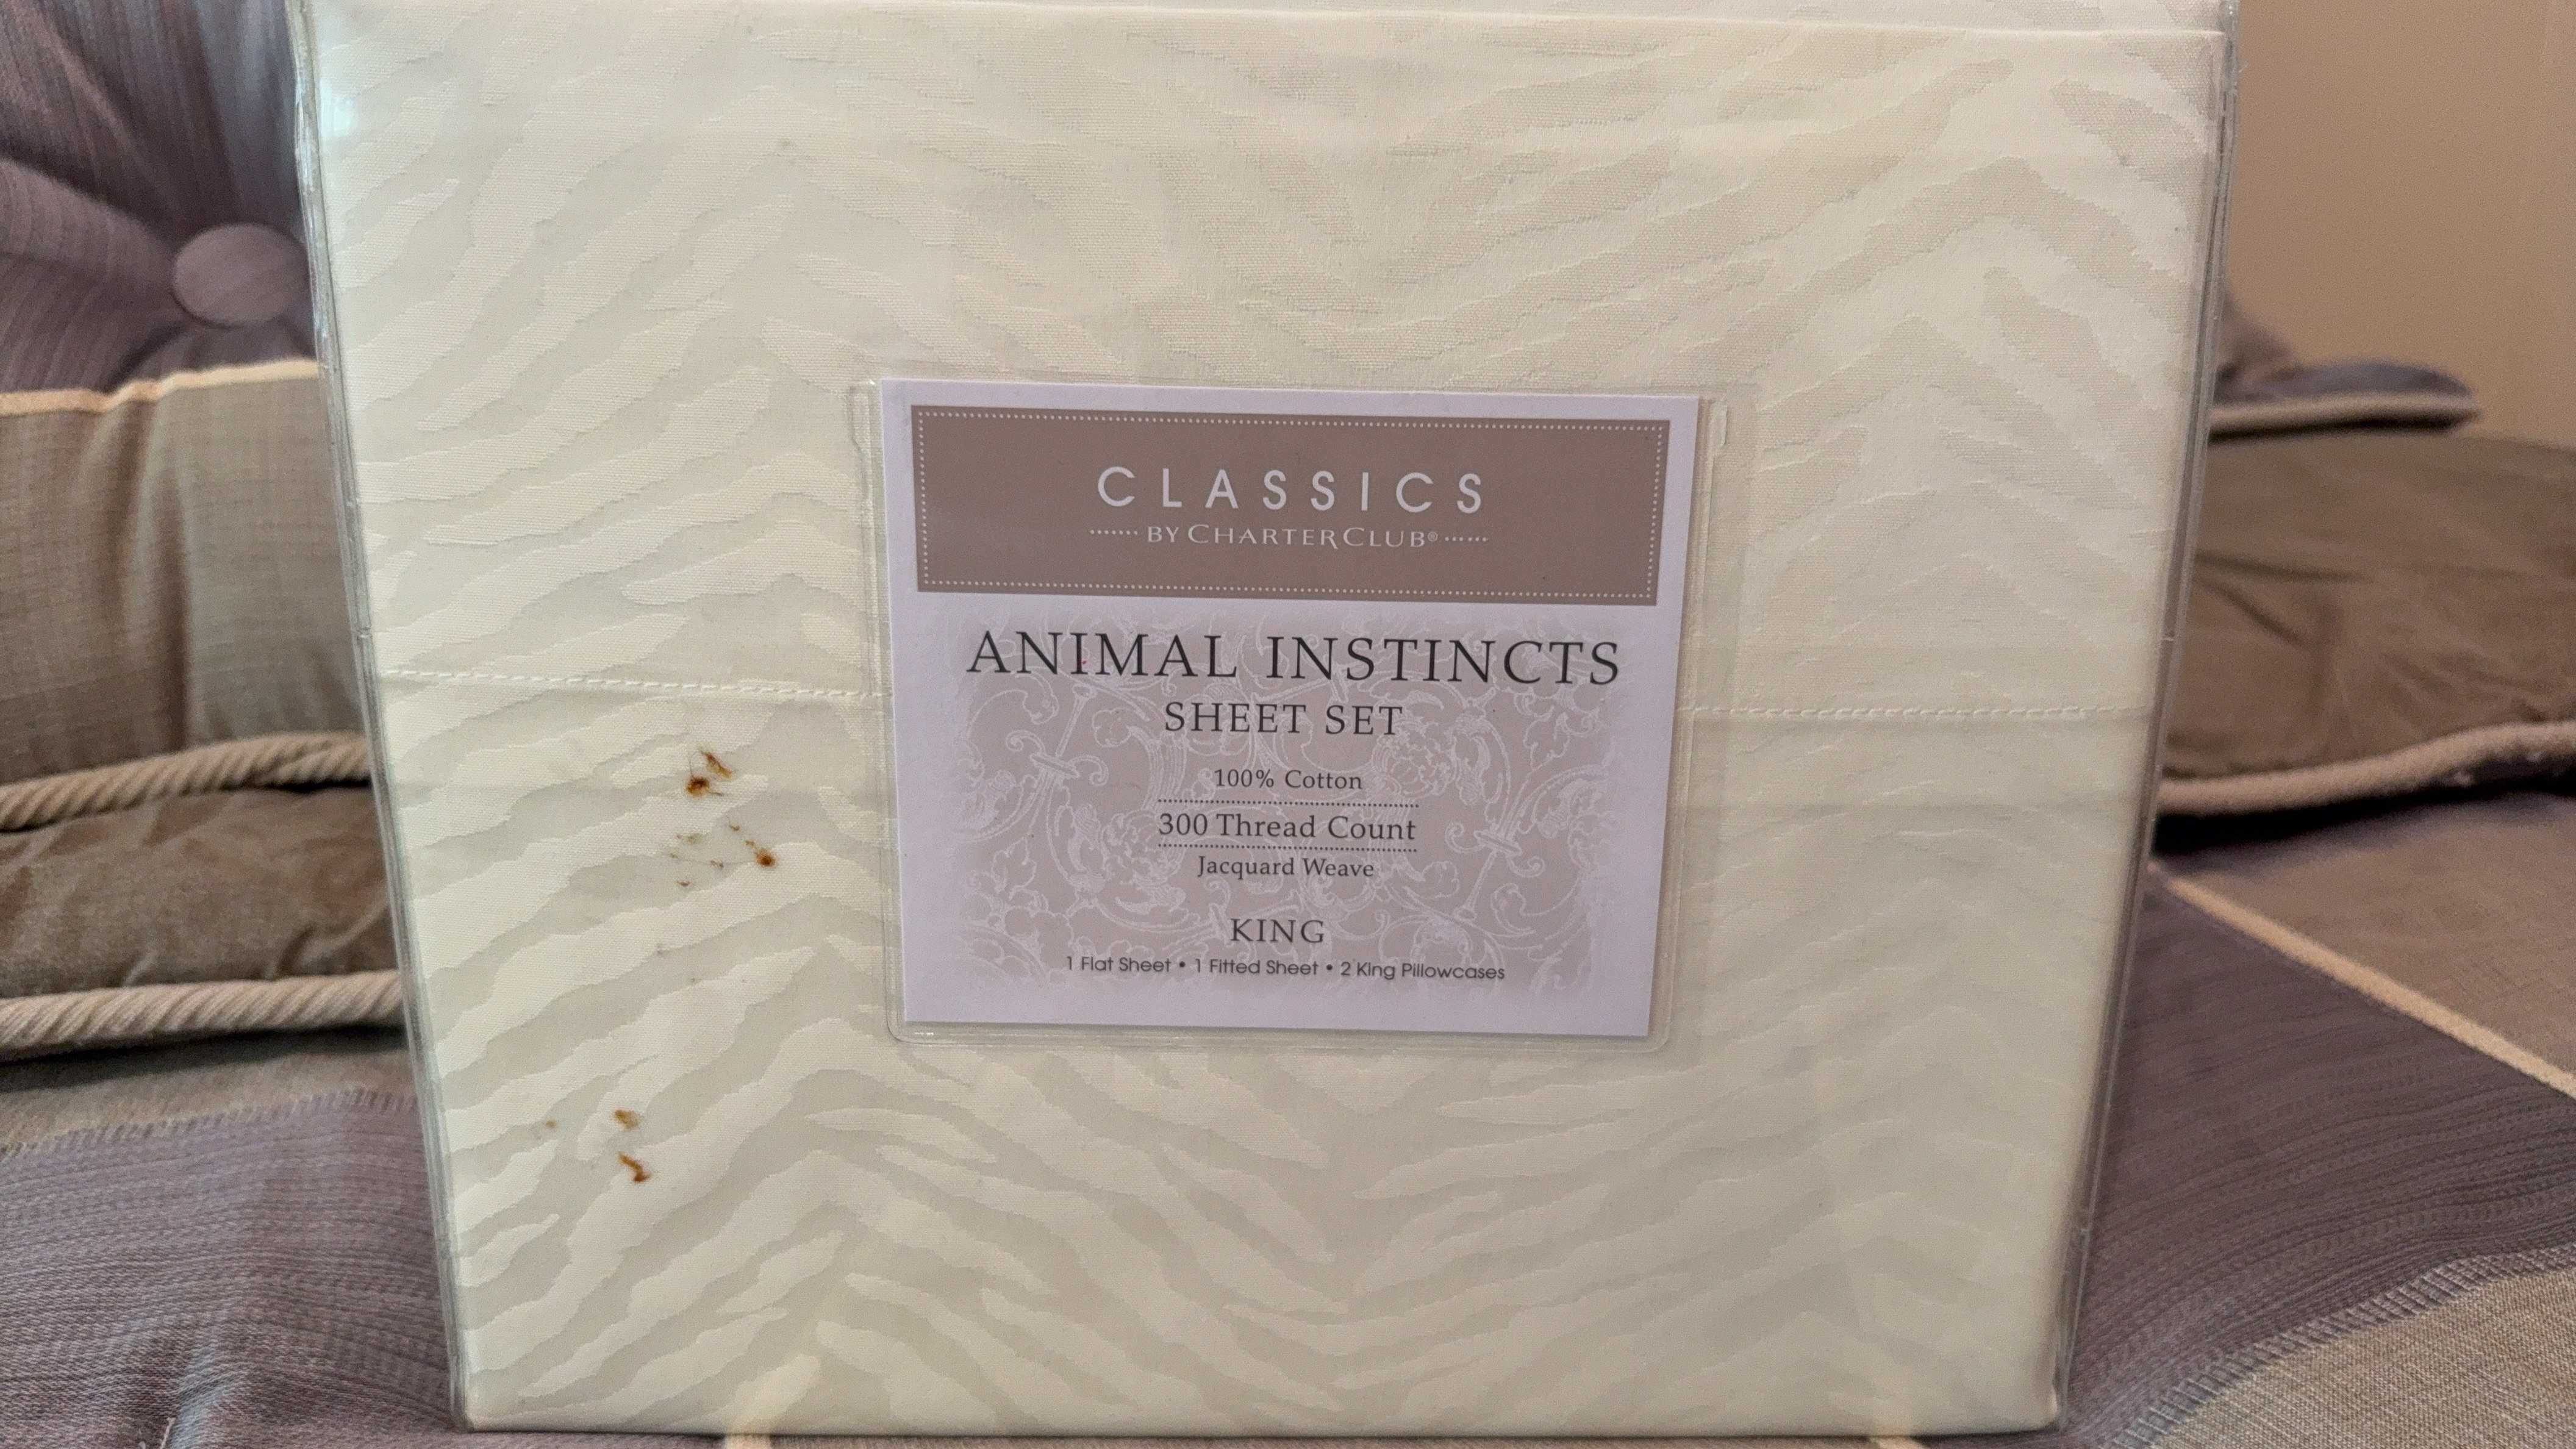 CLASSICS
BY CHARTER CLUB®
ANIMAL INSTINCTS
SHEET SET
100% Cotton
300 Thread Count
Jacquard Weave
KING
1 Flat Sheet • 1 Fitted Sheet • 2 King Pillowcases